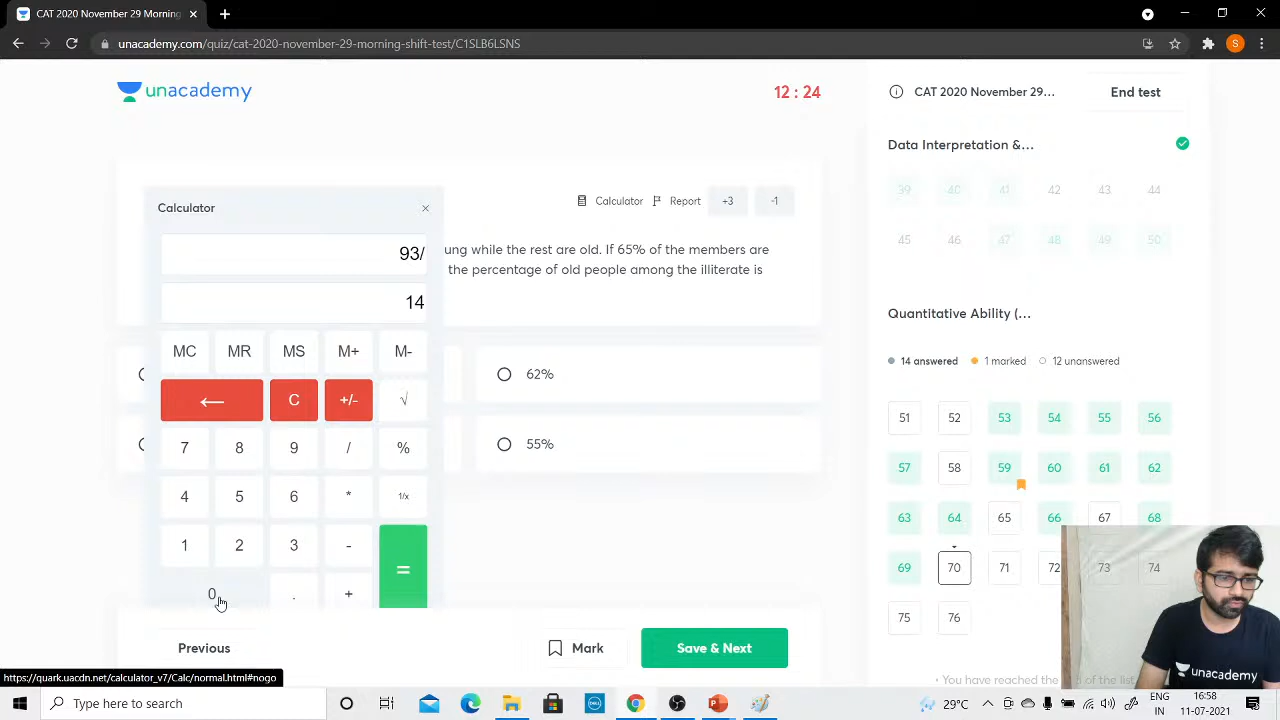 CAT 2020 November 29 Morning
unacademy.com/quiz/cat-2020-november-29-morning-shift-test/C1SLB6LSNS
S
unacademy
12 : 24
CAT 2020 November 29...
End test
Data Interpretation &...
39 40 41 42 43 44
45 46 47 48 49 50
Calculator
Calculator
Report
+3
-1
93/
14
ung while the rest are old. If 65% of the members are
the percentage of old people among the illiterate is
MC MR MS M+ M-
← C +/- √
7 8 9 / %
4 5 6 * 1/x
1 2 3 - =
0 . +
62%
55%
Quantitative Ability (...
14 answered
1 marked
12 unanswered
51 52 53 54 55 56
57 58 59 60 61 62
63 64 65 66 67 68
69 70 71 72 73 74
75 76
Previous
Mark
Save & Next
• You have reached the end of the list
unacademy
https://quark.uacdn.net/calculator_v7/Calc/normal.html#nogo
Type here to search
DELL
29°C
ENG
IN
16:58
11-07-2021